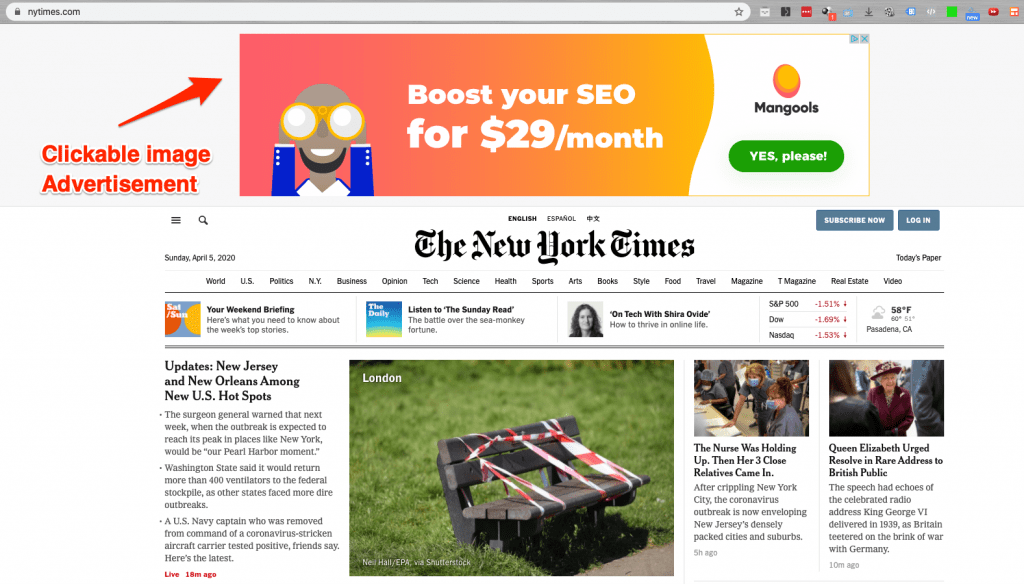 nytimes.com
new
Boost your SEO
for $29/month
Mangools
YES, please!
Clickable image
Advertisement
ENGLISH ESPAÑOL 中文
SUBSCRIBE NOW LOG IN
The New York Times
Sunday, April 5, 2020
Today's Paper
World U.S. Politics N.Y. Business Opinion Tech Science Health Sports Arts Books Style Food Travel Magazine T Magazine Real Estate Video
Sat/
/Sun
Your Weekend Briefing
Here's what you need to know about
the week's top stories.
The
Daily
Listen to 'The Sunday Read'
The battle over the sea-monkey
fortune.
'On Tech With Shira Ovide'
How to thrive in online life.
S&P 500 -1.51% ↓
Dow -1.69% ↓
Nasdaq -1.53% ↓
58°F
60° 51°
Pasadena, CA
Updates: New Jersey
and New Orleans Among
New U.S. Hot Spots
• The surgeon general warned that next
week, when the outbreak is expected to
reach its peak in places like New York,
would be “our Pearl Harbor moment.”
• Washington State said it would return
more than 400 ventilators to the federal
stockpile, as other states faced more dire
outbreaks.
• A U.S. Navy captain who was removed
from command of a coronavirus-stricken
aircraft carrier tested positive, friends say.
Here's the latest.
Live 18m ago
London
Neil Hall/EPA, via Shutterstock
The Nurse Was Holding
Up. Then Her 3 Close
Relatives Came In.
After crippling New York
City, the coronavirus
outbreak is now enveloping
New Jersey's densely
packed cities and suburbs.
5h ago
Queen Elizabeth Urged
Resolve in Rare Address to
British Public
The speech had echoes of
the celebrated radio
address King George VI
delivered in 1939, as Britain
teetered on the brink of war
with Germany.
10m ago